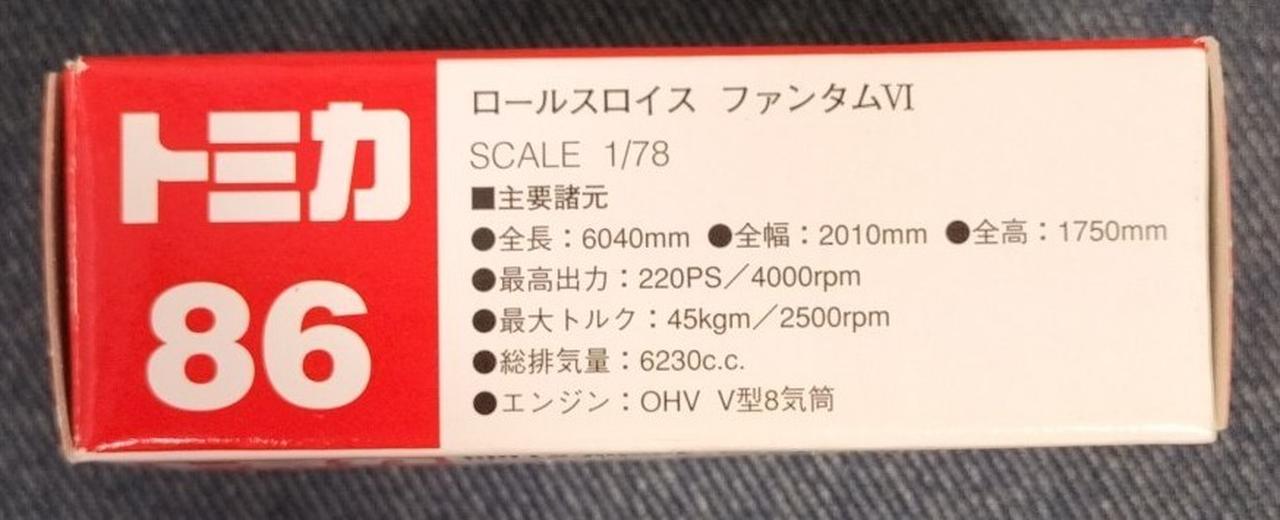 トミカ
86
ロールスロイス ファンタムⅥ
SCALE 1/78
■主要諸元
●全長：6040mm ●全幅：2010mm ●全高：1750mm
●最高出力：220PS／4000rpm
●最大トルク：45kgm／2500rpm
●総排気量：6230c.c.
●エンジン：OHV V型8気筒